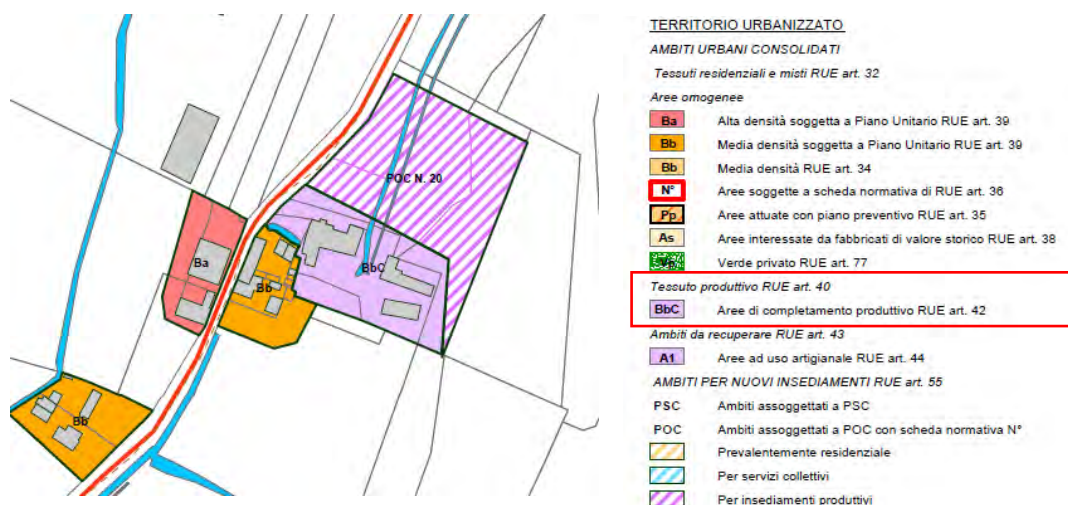 POC N. 20
Ba
BbC
Bb
Bb
TERRITORIO URBANIZZATO
AMBITI URBANI CONSOLIDATI
Tessuti residenziali e misti RUE art. 32
Aree omogenee
Ba Alta densità soggetta a Piano Unitario RUE art. 39
Bb Media densità soggetta a Piano Unitario RUE art. 39
Bb Media densità RUE art. 34
N° Aree soggette a scheda normativa di RUE art. 36
Pp Aree attuate con piano preventivo RUE art. 35
As Aree interessate da fabbricati di valore storico RUE art. 38
Vp Verde privato RUE art. 77
Tessuto produttivo RUE art. 40
BbC Aree di completamento produttivo RUE art. 42
Ambiti da recuperare RUE art. 43
A1 Aree ad uso artigianale RUE art. 44
AMBITI PER NUOVI INSEDIAMENTI RUE art. 55
PSC Ambiti assoggettati a PSC
POC Ambiti assoggettati a POC con scheda normativa N°
Prevalentemente residenziale
Per servizi collettivi
Per insediamenti produttivi